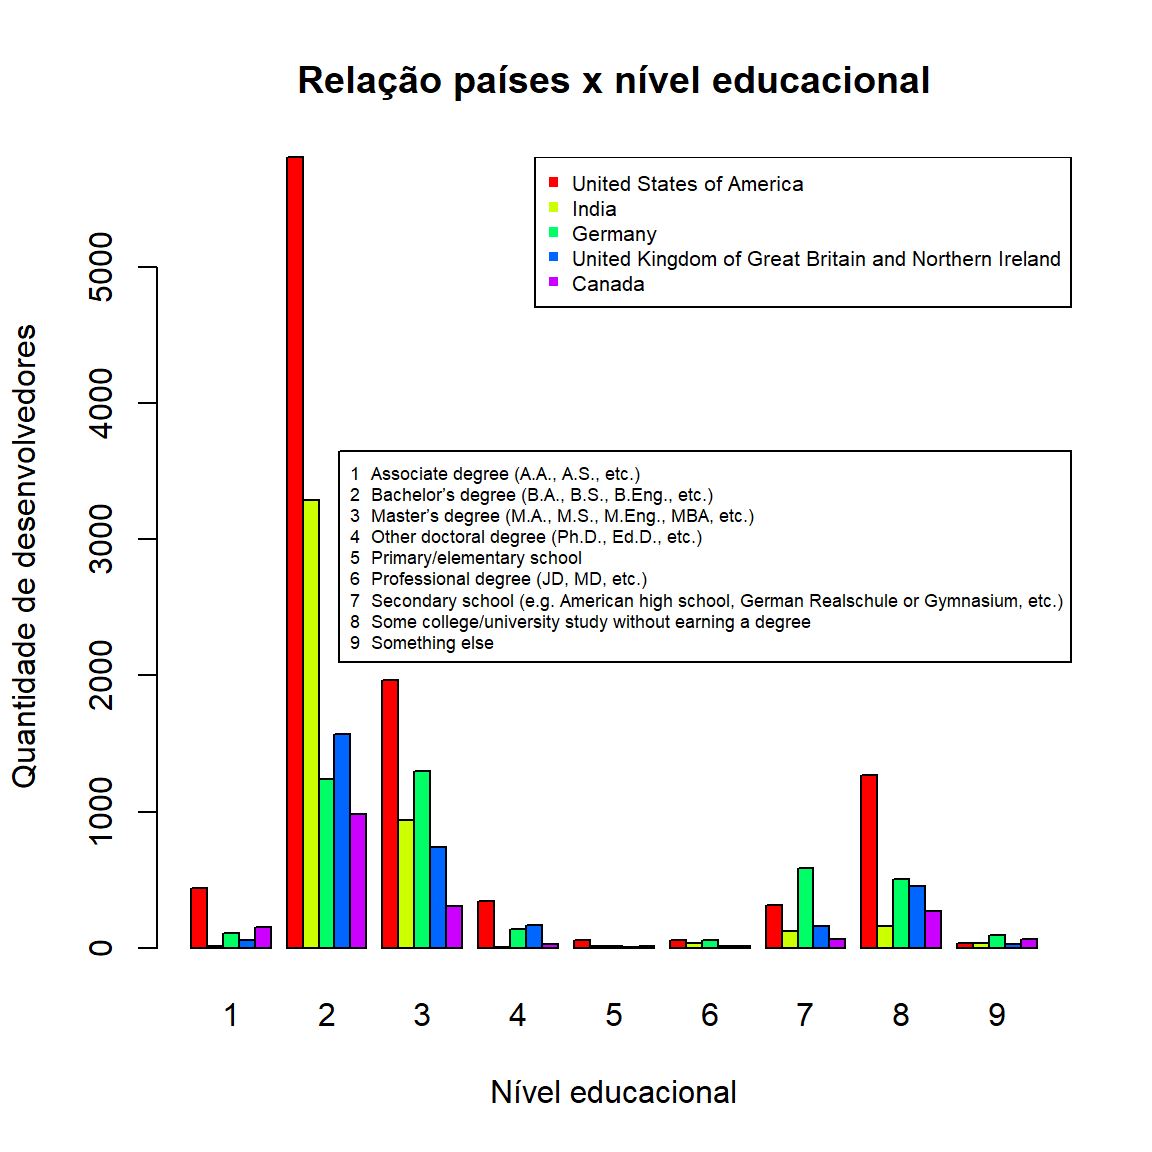 Relação países x nível educacional
United States of America
India
Germany
United Kingdom of Great Britain and Northern Ireland
Canada
Quantidade de desenvolvedores
5000
4000
3000
2000
1000
0
1 Associate degree (A.A., A.S., etc.)
2 Bachelor’s degree (B.A., B.S., B.Eng., etc.)
3 Master’s degree (M.A., M.S., M.Eng., MBA, etc.)
4 Other doctoral degree (Ph.D., Ed.D., etc.)
5 Primary/elementary school
6 Professional degree (JD, MD, etc.)
7 Secondary school (e.g. American high school, German Realschule or Gymnasium, etc.)
8 Some college/university study without earning a degree
9 Something else
1 2 3 4 5 6 7 8 9
Nível educacional